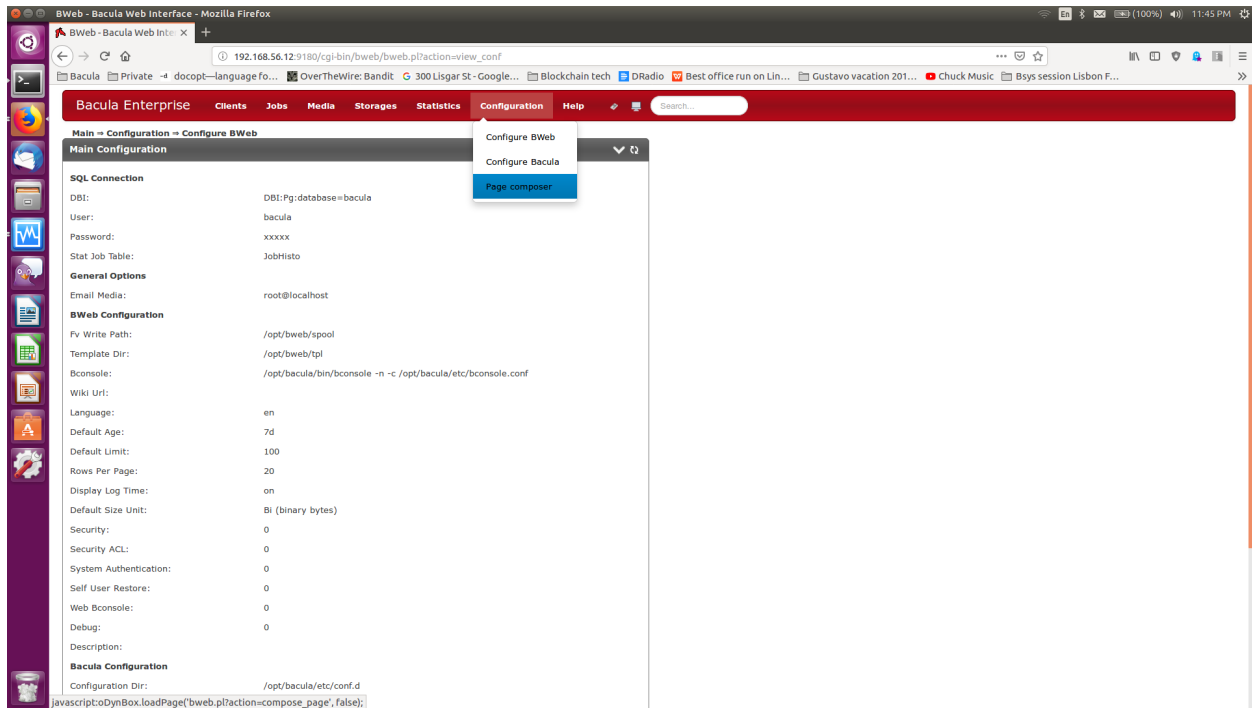 BWeb - Bacula Web Interface - Mozilla Firefox
En (100%) 11:45 PM
BWeb - Bacula Web Inte: × +
192.168.56.12:9180/cgi-bin/bweb/bweb.pl?action=view_conf
Bacula Private docopt—language fo... OverTheWire: Bandit 300 Lisgar St - Google... Blockchain tech DRadio Best office run on Lin... Gustavo vacation 201... Chuck Music Bsys session Lisbon F...
Bacula Enterprise Clients Jobs Media Storages Statistics Configuration Help Search...
Main ⇒ Configuration ⇒ Configure BWeb
Configure BWeb
Configure Bacula
Page composer
Main Configuration
SQL Connection
DBI: DBI:Pg:database=bacula
User: bacula
Password: xxxxx
Stat Job Table: JobHisto
General Options
Email Media: root@localhost
BWeb Configuration
Fv Write Path: /opt/bweb/spool
Template Dir: /opt/bweb/tpl
Bconsole: /opt/bacula/bin/bconsole -n -c /opt/bacula/etc/bconsole.conf
Wiki Url:
Language: en
Default Age: 7d
Default Limit: 100
Rows Per Page: 20
Display Log Time: on
Default Size Unit: Bi (binary bytes)
Security: 0
Security ACL: 0
System Authentication: 0
Self User Restore: 0
Web Bconsole: 0
Debug: 0
Description:
Bacula Configuration
Configuration Dir: /opt/bacula/etc/conf.d
javascript:oDynBox.loadPage('bweb.pl?action=compose_page', false);